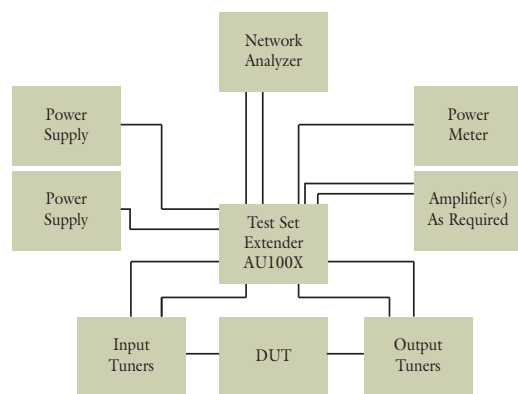 Network
Analyzer
Power
Supply
Power
Meter
Power
Supply
Amplifier(s)
As Required
Test Set
Extender
AU100X
Input
Tuners
DUT
Output
Tuners